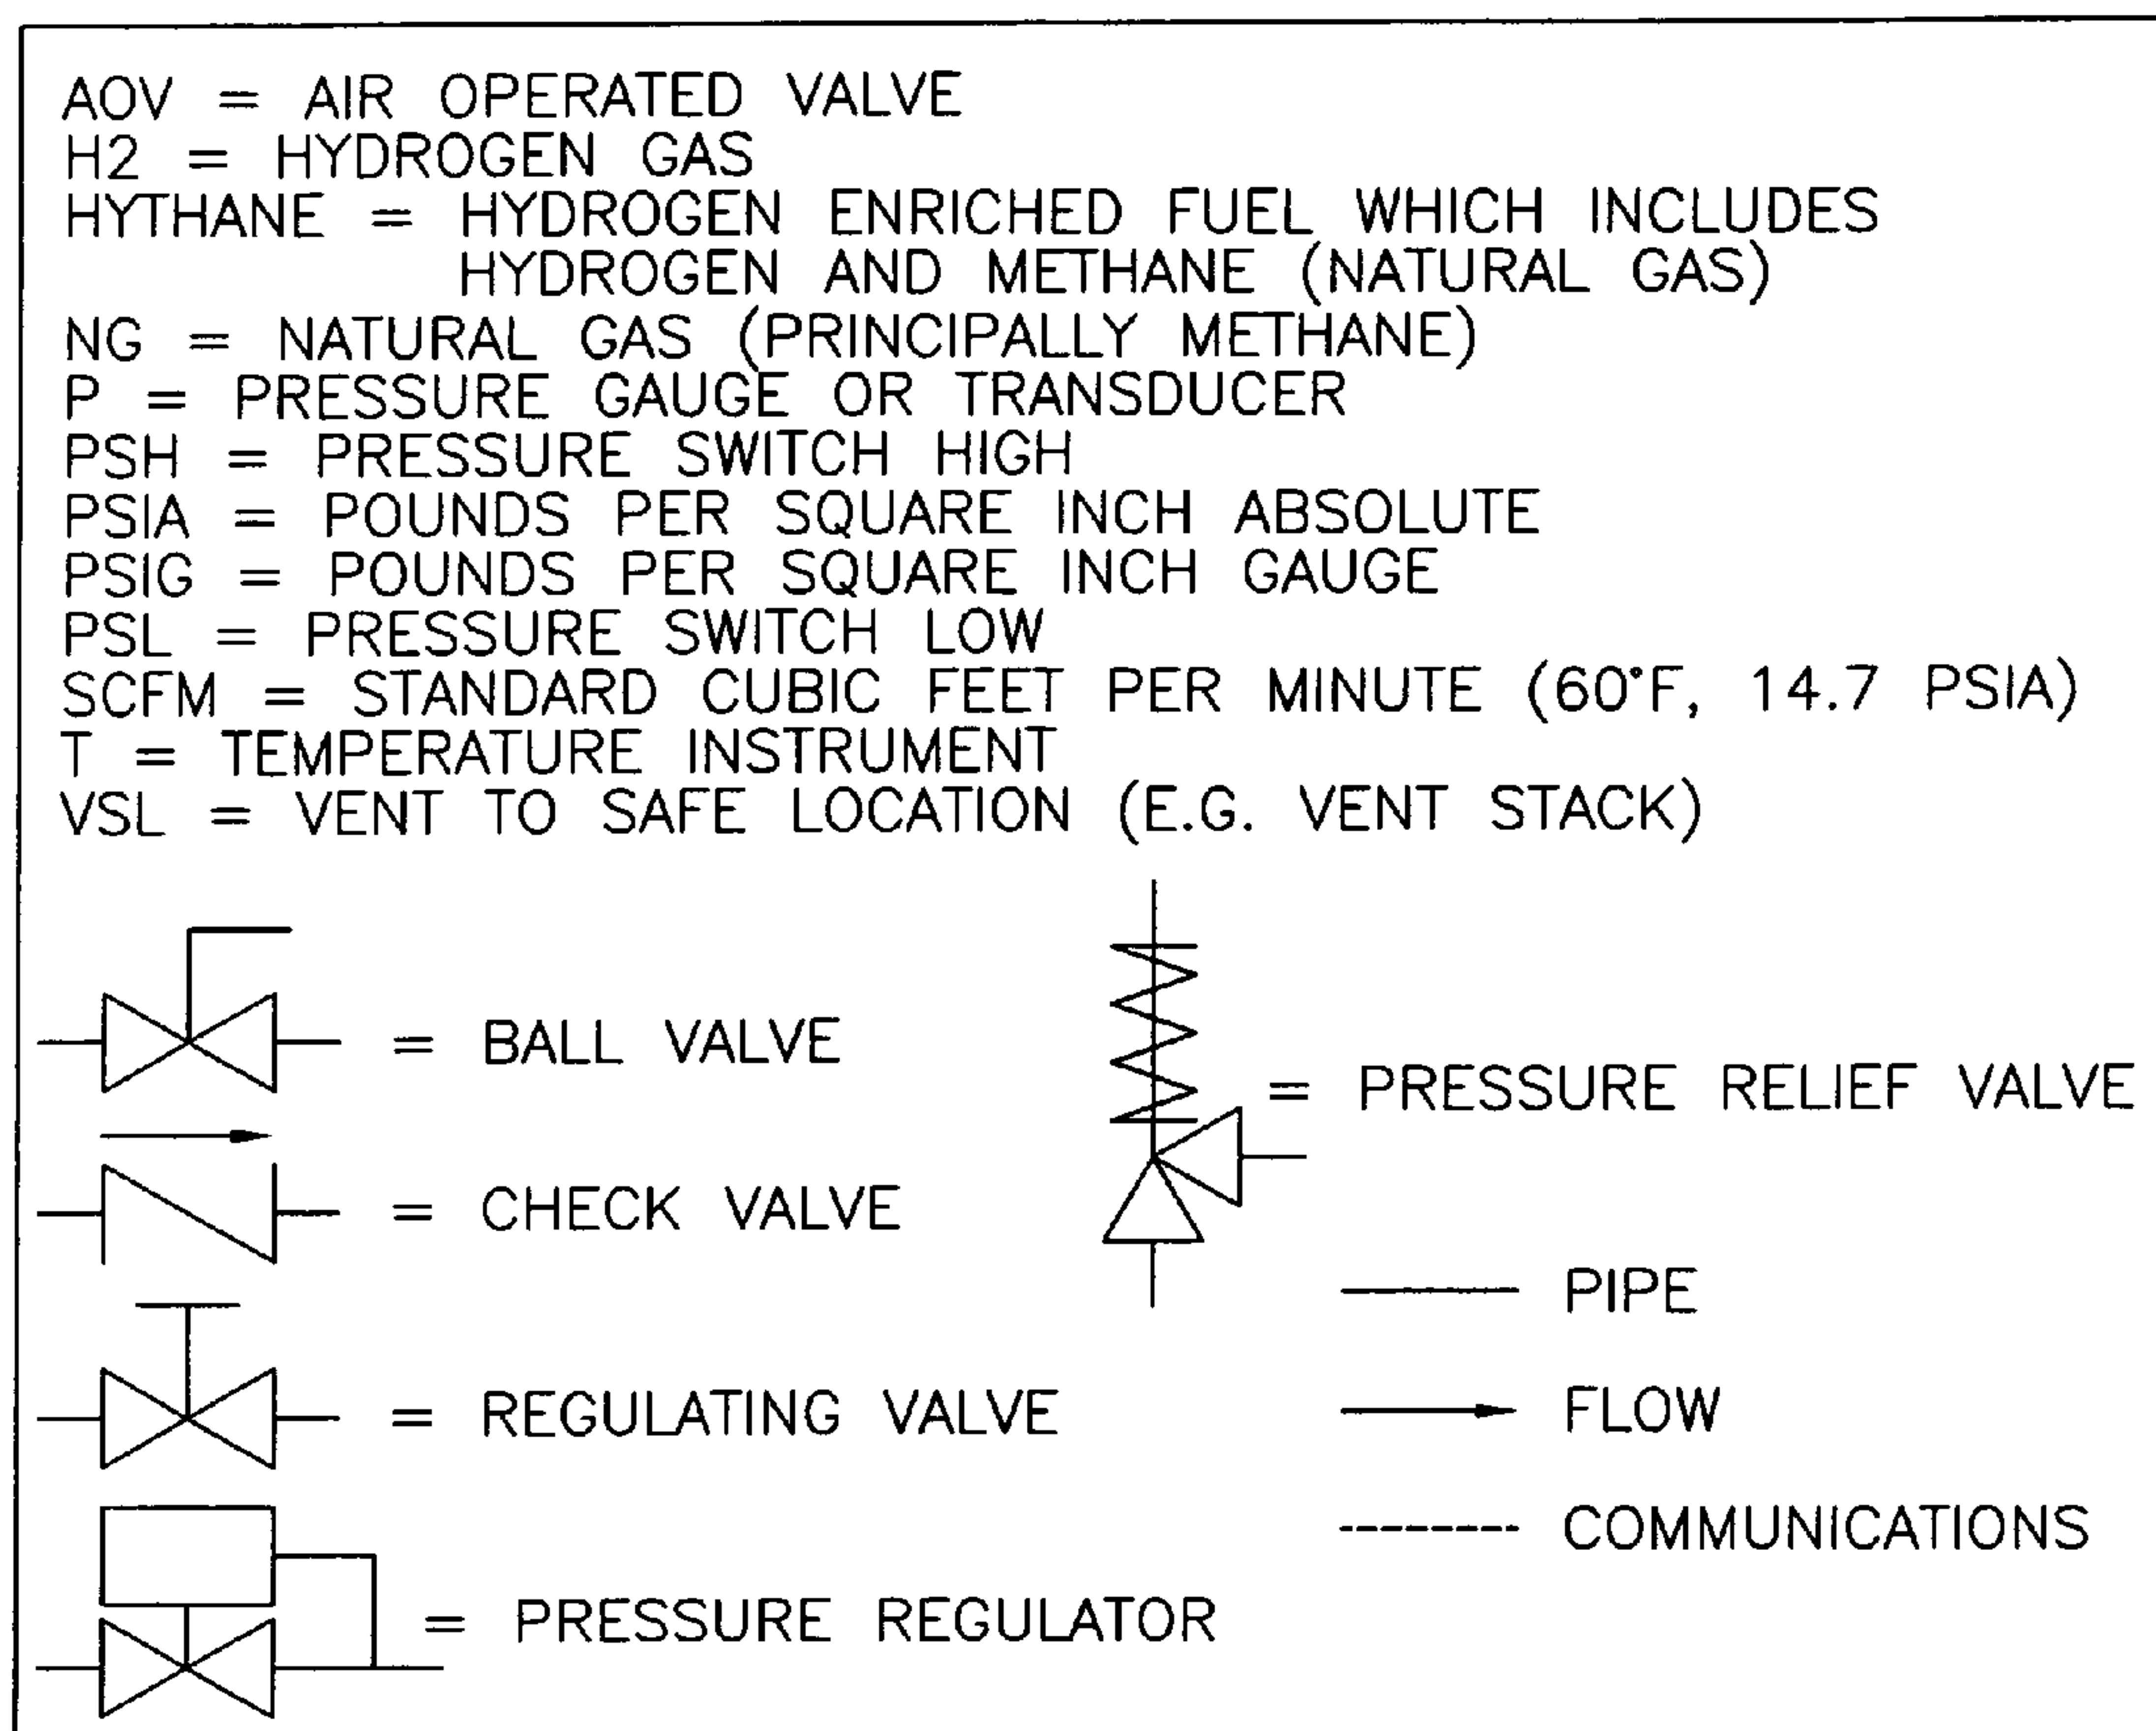 AOV = AIR OPERATED VALVE
H2 = HYDROGEN GAS
HYTHANE = HYDROGEN ENRICHED FUEL WHICH INCLUDES
HYDROGEN AND METHANE (NATURAL GAS)
NG = NATURAL GAS (PRINCIPALLY METHANE)
P = PRESSURE GAUGE OR TRANSDUCER
PSH = PRESSURE SWITCH HIGH
PSIA = POUNDS PER SQUARE INCH ABSOLUTE
PSIG = POUNDS PER SQUARE INCH GAUGE
PSL = PRESSURE SWITCH LOW
SCFM = STANDARD CUBIC FEET PER MINUTE (60°F, 14.7 PSIA)
T = TEMPERATURE INSTRUMENT
VSL = VENT TO SAFE LOCATION (E.G. VENT STACK)
= BALL VALVE
= PRESSURE RELIEF VALVE
= CHECK VALVE
PIPE
= REGULATING VALVE
FLOW
COMMUNICATIONS
= PRESSURE REGULATOR